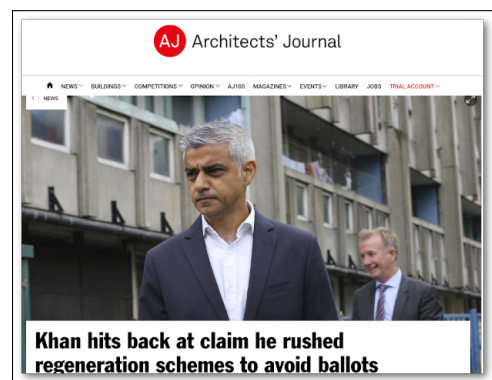 AJ Architects' Journal
NEWS BUILDINGS COMPETITIONS OPINION AJ100 MAGAZINES EVENTS LIBRARY JOBS TRIAL ACCOUNT
NEWS
Khan hits back at claim he rushed
regeneration schemes to avoid ballots